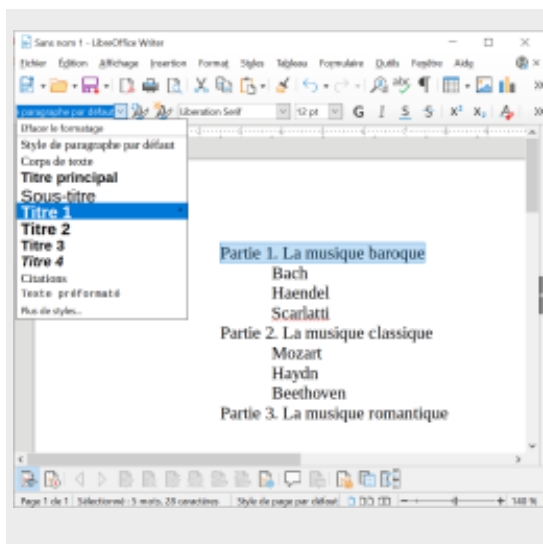 Sans nom 1 - LibreOffice Writer
Fichier Édition Affichage Insertion Format Styles Tableau Formulaire Outils Fenêtre Aide
paragraphe par défaut Liberation Serif 12 pt G I S S X² X₂ A
Effacer le formatage
Style de paragraphe par défaut
Corps de texte
Titre principal
Sous-titre
Titre 1
Titre 2
Titre 3
Titre 4
Citations
Texte préformaté
Plus de styles...
Partie 1. La musique baroque
Bach
Haendel
Scarlatti
Partie 2. La musique classique
Mozart
Haydn
Beethoven
Partie 3. La musique romantique
Page 1 de 1 Sélectionné : 5 mots, 28 caractères Style de page par défaut 140 %